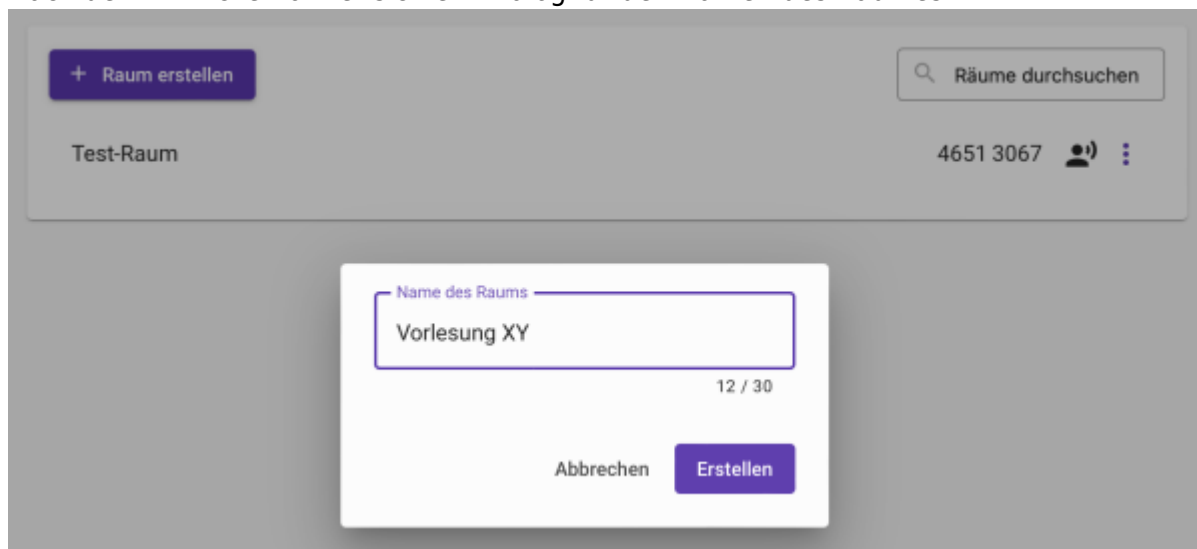 + Raum erstellen
Räume durchsuchen
Test-Raum
4651 3067
Name des Raums
Vorlesung XY
12 / 30
Abbrechen
Erstellen